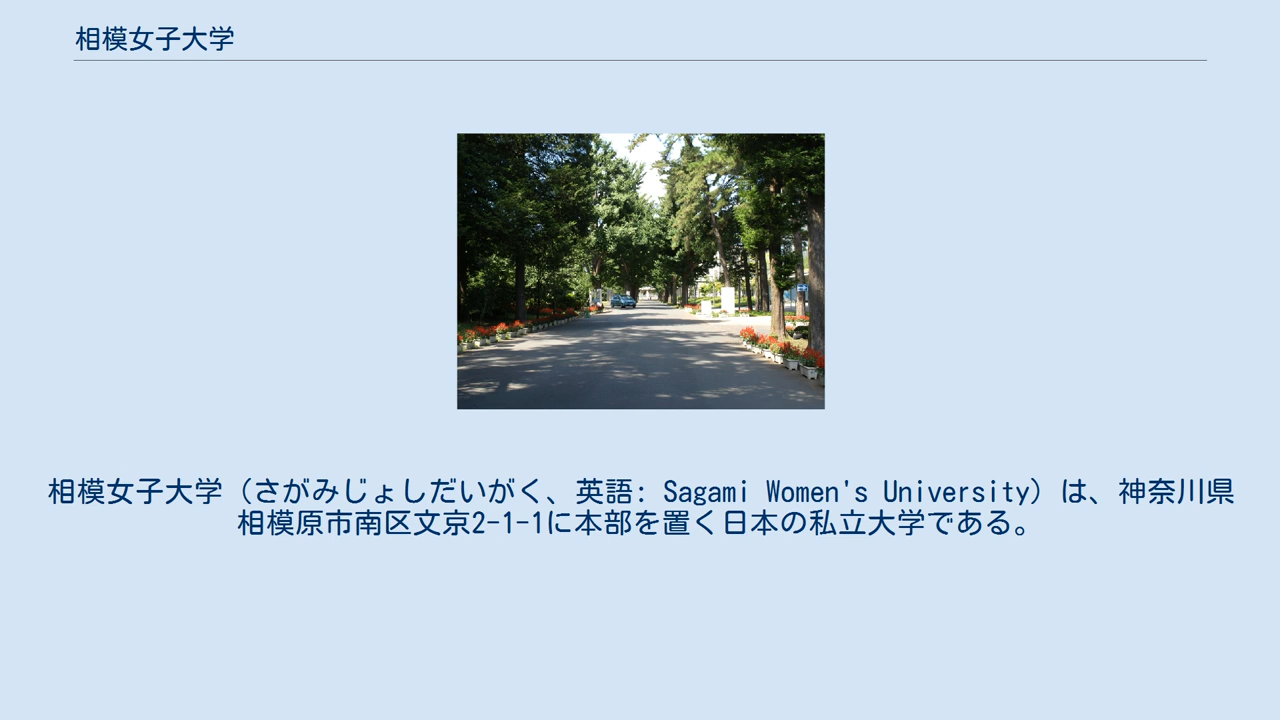 相模女子大学
相模女子大学（さがみじょしだいがく、英語: Sagami Women's University）は、神奈川県
相模原市南区文京2-1-1に本部を置く日本の私立大学である。